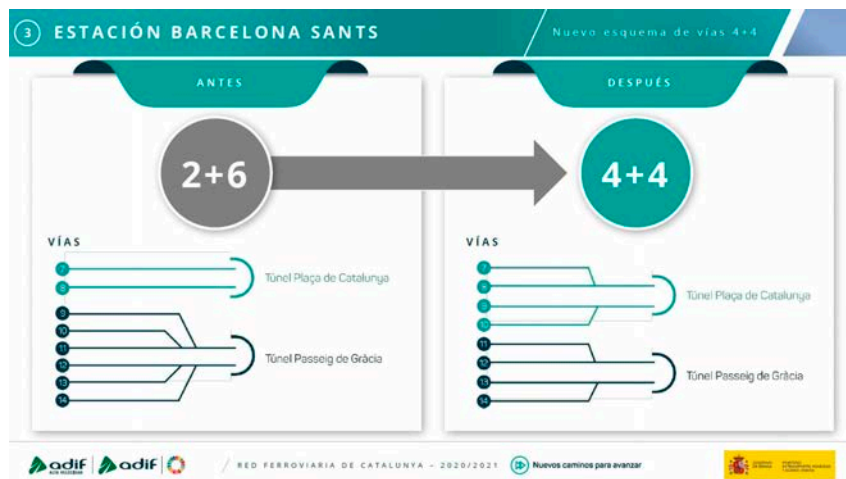 3 ESTACIÓN BARCELONA SANTS
Nuevo esquema de vías 4+4
ANTES
DESPUÉS
2+6
4+4
VÍAS
7
8
Túnel Plaça de Catalunya
9
10
11
12
13
14
Túnel Passeig de Gràcia
VÍAS
7
8
9
10
Túnel Plaça de Catalunya
11
12
13
14
Túnel Passeig de Gràcia
adif
ALTA VELOCIDAD
adif
RED FERROVIARIA DE CATALUNYA - 2020/2021
Nuevos caminos para avanzar